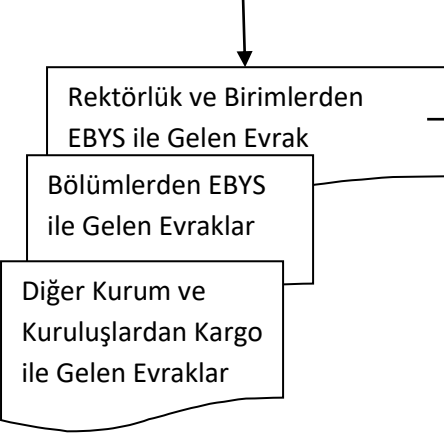 Rektörlük ve Birimlerden
EBYS ile Gelen Evrak
Bölümlerden EBYS
ile Gelen Evraklar
Diğer Kurum ve
Kuruluşlardan Kargo
ile Gelen Evraklar